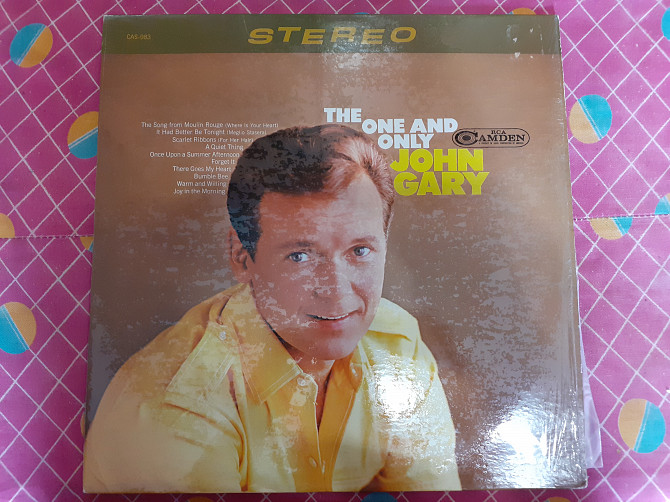 CAS-983
STEREO
THE ONE AND
ONLY
JOHN
GARY
RCA
CAMDEN
The Song from Moulin Rouge (Where Is Your Heart)
It Had Better Be Tonight (Meglio Stasera)
Scarlet Ribbons (For Her Hair)
A Quiet Thing
Once Upon a Summer Afternoon
Forget It
There Goes My Heart
Bumble Bee
Warm and Willing
Joy in the Morning